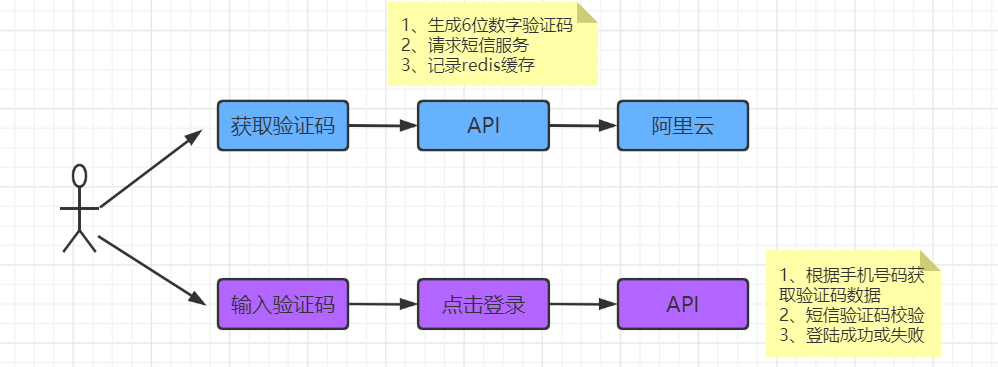 1、生成6位数字验证码
2、请求短信服务
3、记录redis缓存
获取验证码
API
阿里云
输入验证码
点击登录
API
1、根据手机号码获
取验证码数据
2、短信验证码校验
3、登陆成功或失败